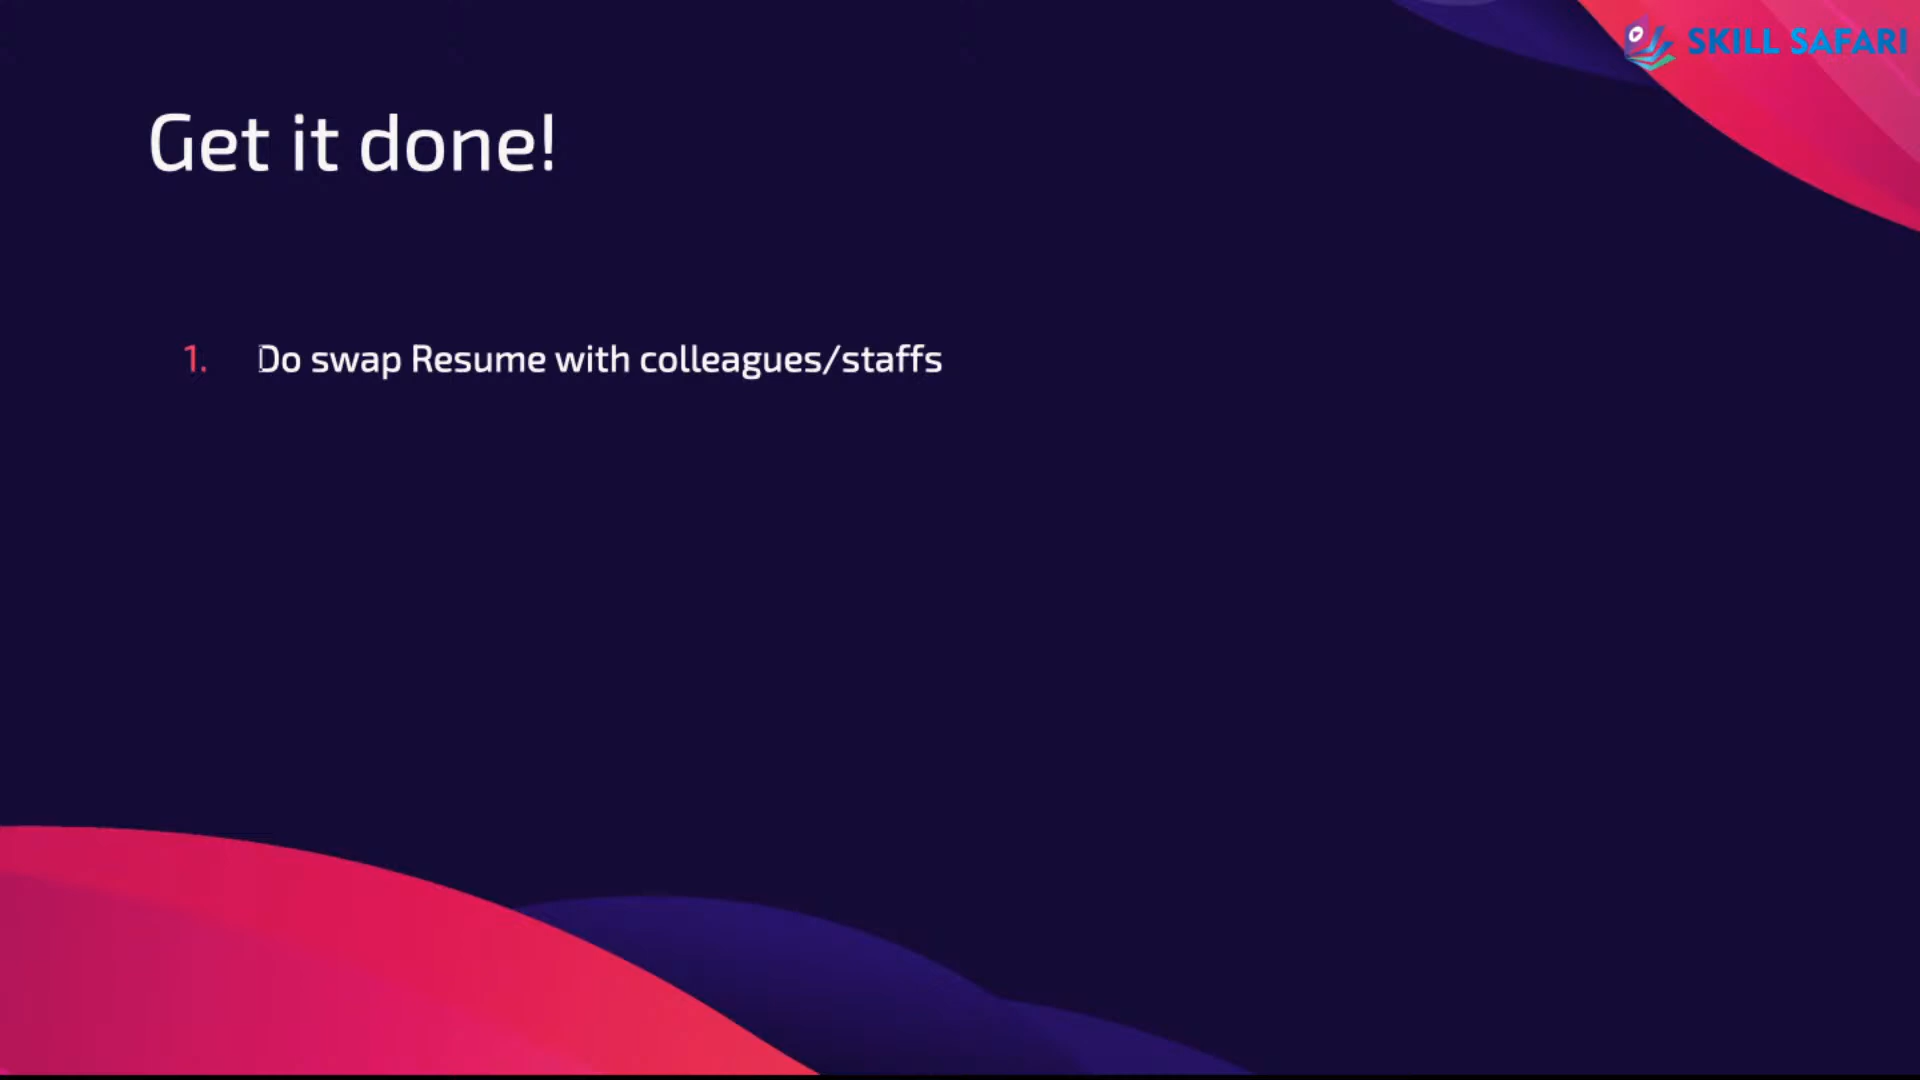 SKILL SAFARI
Get it done!
1. Do swap Resume with colleagues/staffs